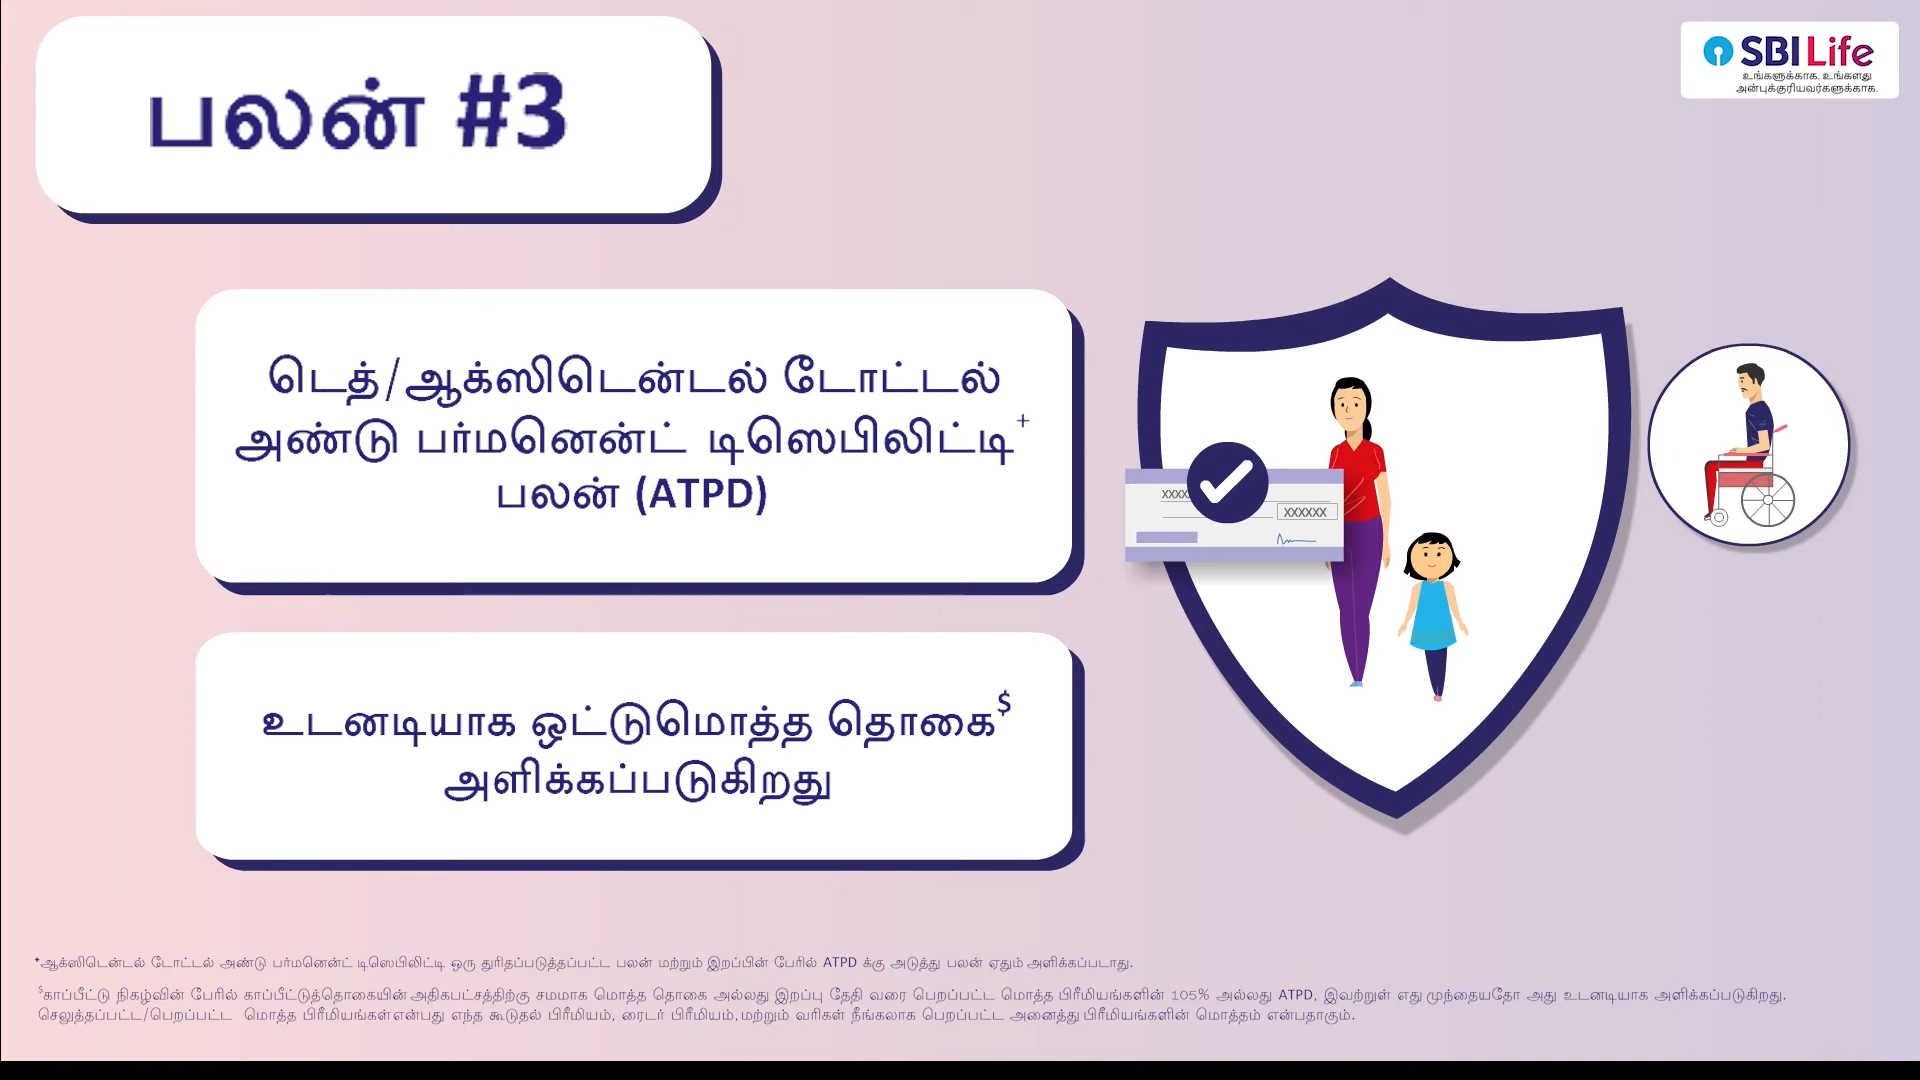 பலன் #3
SBI Life
உங்களுக்காக. உங்களது
அன்புக்குரியவர்களுக்காக.
டெத்/ஆக்ஸிடென்டல் டோட்டல்
அண்டு பர்மனென்ட் டிஸெபிலிட்டி+
பலன் (ATPD)
XXXX
XXXXXX
உடனடியாக ஒட்டுமொத்த தொகை$
அளிக்கப்படுகிறது
+ஆக்ஸிடென்டல் டோட்டல் அண்டு பர்மனென்ட் டிஸெபிலிட்டி ஒரு துரிதப்படுத்தப்பட்ட பலன் மற்றும் இறப்பின் பேரில் ATPD க்கு அடுத்து பலன் ஏதும் அளிக்கப்படாது.
$காப்பீட்டு நிகழ்வின் பேரில் காப்பீட்டுத்தொகையின் அதிகபட்சத்திற்கு சமமாக மொத்த தொகை அல்லது இறப்பு தேதி வரை பெறப்பட்ட மொத்த பிரீமியங்களின் 105% அல்லது ATPD, இவற்றுள் எது முந்தையதோ அது உடனடியாக அளிக்கப்படுகிறது.
செலுத்தப்பட்ட/பெறப்பட்ட மொத்த பிரீமியங்கள் என்பது எந்த கூடுதல் பிரீமியம், ரைடர் பிரீமியம், மற்றும் வரிகள் நீங்கலாக பெறப்பட்ட அனைத்து பிரீமியங்களின் மொத்தம் என்பதாகும்.